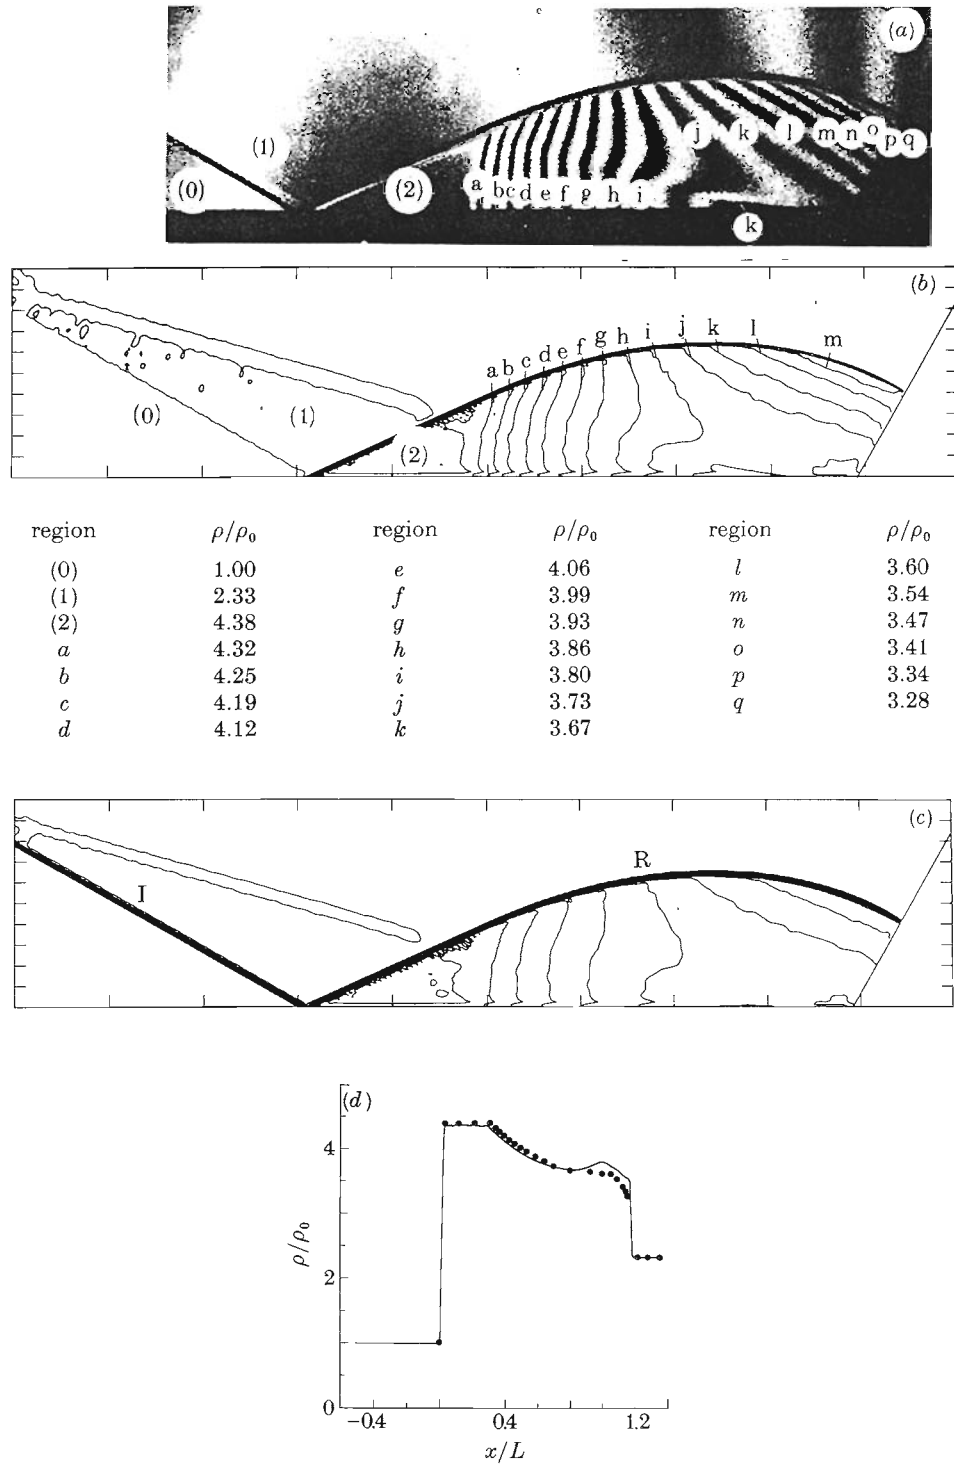 (a)
(1)
(0)
(2)
a b c d e f g h i
j k l m n o p q
k
(b)
a b c d e f g h i j k l
m
(0)
(1)
(2)
region ρ/ρ₀ region ρ/ρ₀ region ρ/ρ₀
(0) 1.00 e 4.06 l 3.60
(1) 2.33 f 3.99 m 3.54
(2) 4.38 g 3.93 n 3.47
a 4.32 h 3.86 o 3.41
b 4.25 i 3.80 p 3.34
c 4.19 j 3.73 q 3.28
d 4.12 k 3.67
(c)
I
R
(d)
4
2
0
ρ/ρ₀
−0.4 0.4 1.2
x/L